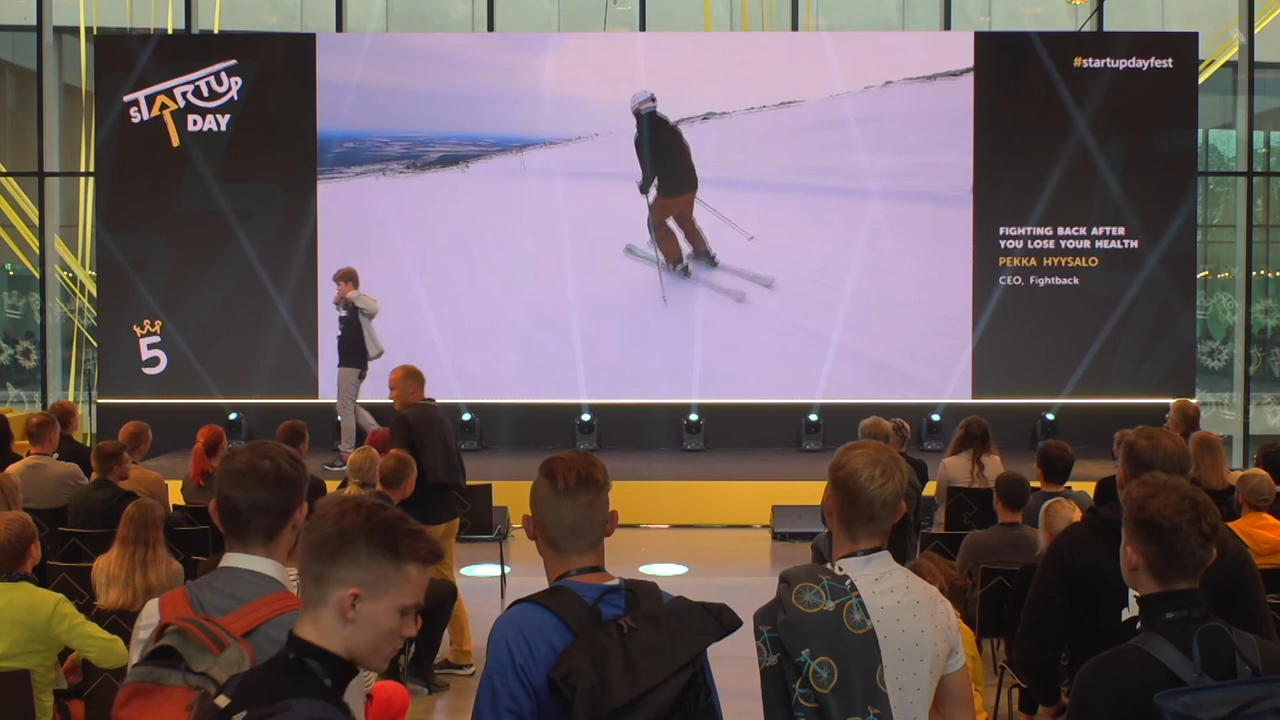 STARTUP
DAY
5
#startupdayfest
FIGHTING BACK AFTER
YOU LOSE YOUR HEALTH
PEKKA HYYSALO
CEO, Fightback